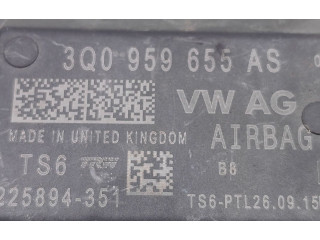 3Q0 959 655 AS
VW AG
MADE IN UNITED KINGDOM
AIRBAG
TS6
B8
225894-351
TS6-PTL26.09.15